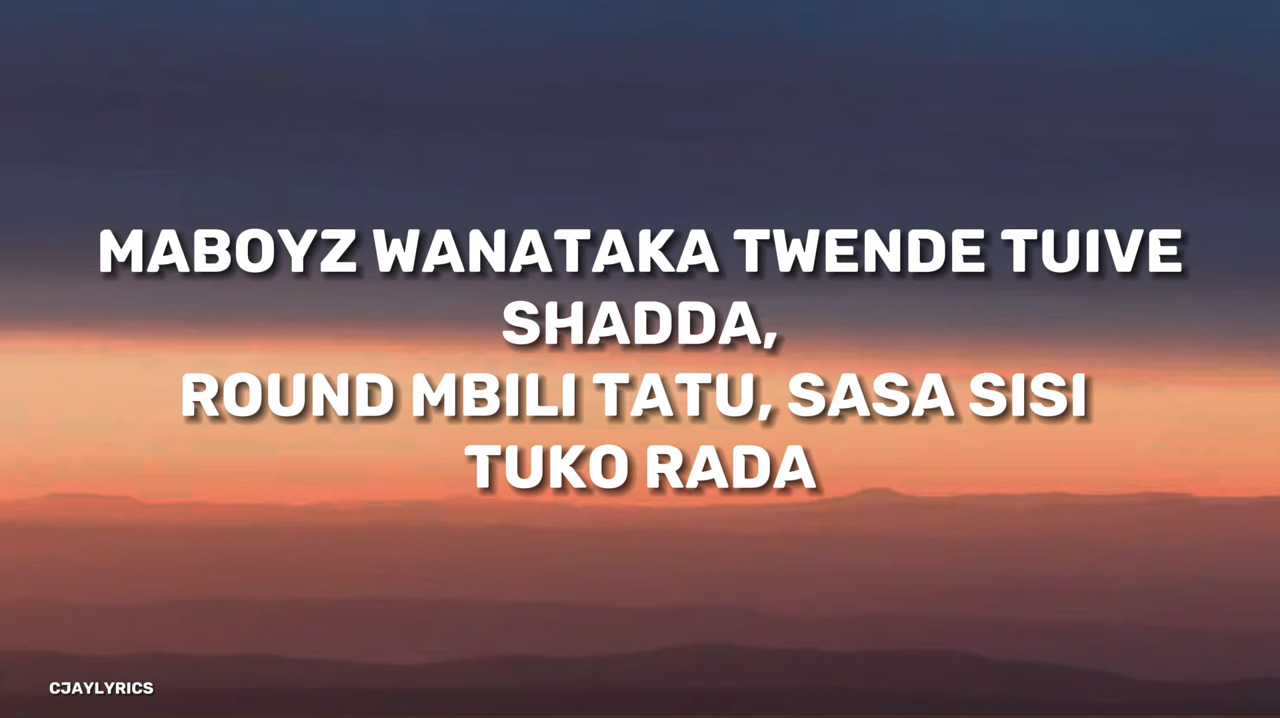 MABOYZ WANATAKA TWENDE TUIVE
SHADDA,
ROUND MBILI TATU, SASA SISI
TUKO RADA
CJAYLYRICS